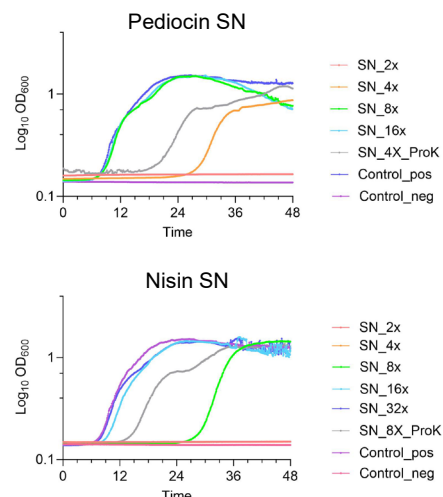 Pediocin SN
Log10 OD600
1
0.1
0
12
24
36
48
Time
SN_2x
SN_4x
SN_8x
SN_16x
SN_4X_ProK
Control_pos
Control_neg
Nisin SN
Log10 OD600
1
0.1
0
12
24
36
48
Time
SN_2x
SN_4x
SN_8x
SN_16x
SN_32x
SN_8X_ProK
Control_pos
Control_neg